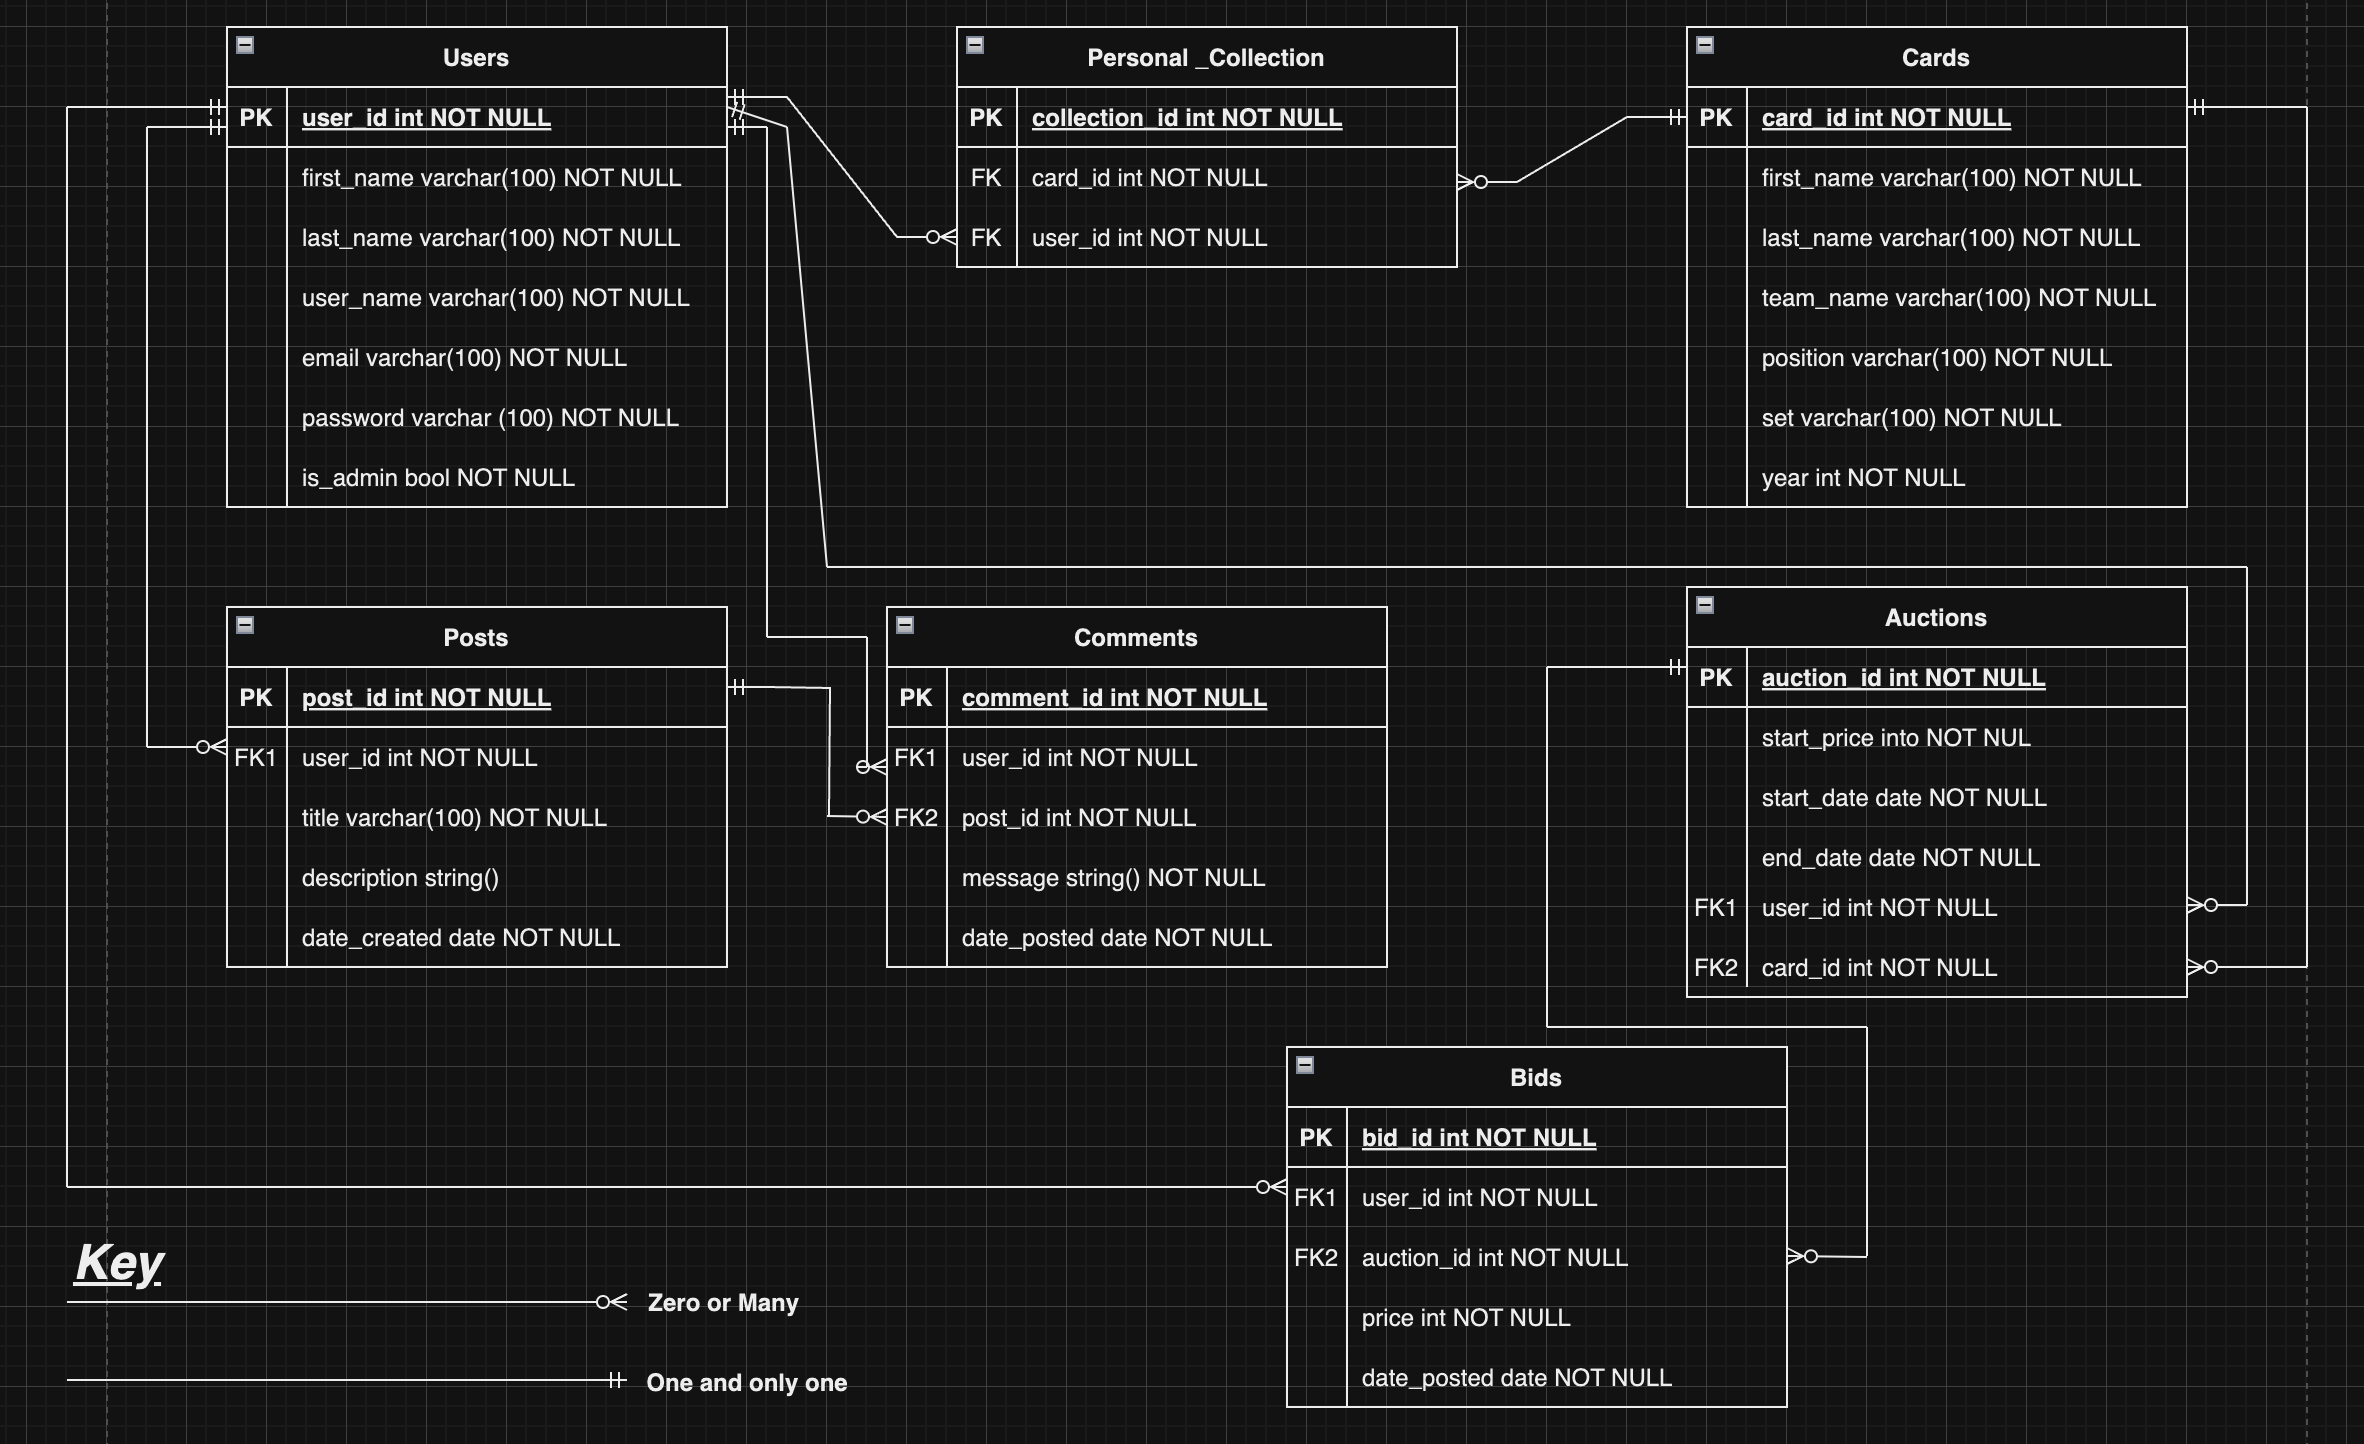 Users
PK user_id int NOT NULL
first_name varchar(100) NOT NULL
last_name varchar(100) NOT NULL
user_name varchar(100) NOT NULL
email varchar(100) NOT NULL
password varchar (100) NOT NULL
is_admin bool NOT NULL
Personal _Collection
PK collection_id int NOT NULL
FK card_id int NOT NULL
FK user_id int NOT NULL
Cards
PK card_id int NOT NULL
first_name varchar(100) NOT NULL
last_name varchar(100) NOT NULL
team_name varchar(100) NOT NULL
position varchar(100) NOT NULL
set varchar(100) NOT NULL
year int NOT NULL
Posts
PK post_id int NOT NULL
FK1 user_id int NOT NULL
title varchar(100) NOT NULL
description string()
date_created date NOT NULL
Comments
PK comment_id int NOT NULL
FK1 user_id int NOT NULL
FK2 post_id int NOT NULL
message string() NOT NULL
date_posted date NOT NULL
Auctions
PK auction_id int NOT NULL
start_price into NOT NUL
start_date date NOT NULL
end_date date NOT NULL
FK1 user_id int NOT NULL
FK2 card_id int NOT NULL
Bids
PK bid_id int NOT NULL
FK1 user_id int NOT NULL
FK2 auction_id int NOT NULL
price int NOT NULL
date_posted date NOT NULL
Key
Zero or Many
One and only one